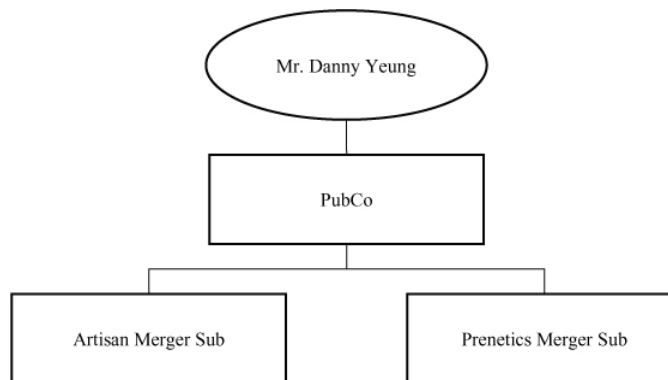 Mr. Danny Yeung
PubCo
Artisan Merger Sub
Prenetics Merger Sub